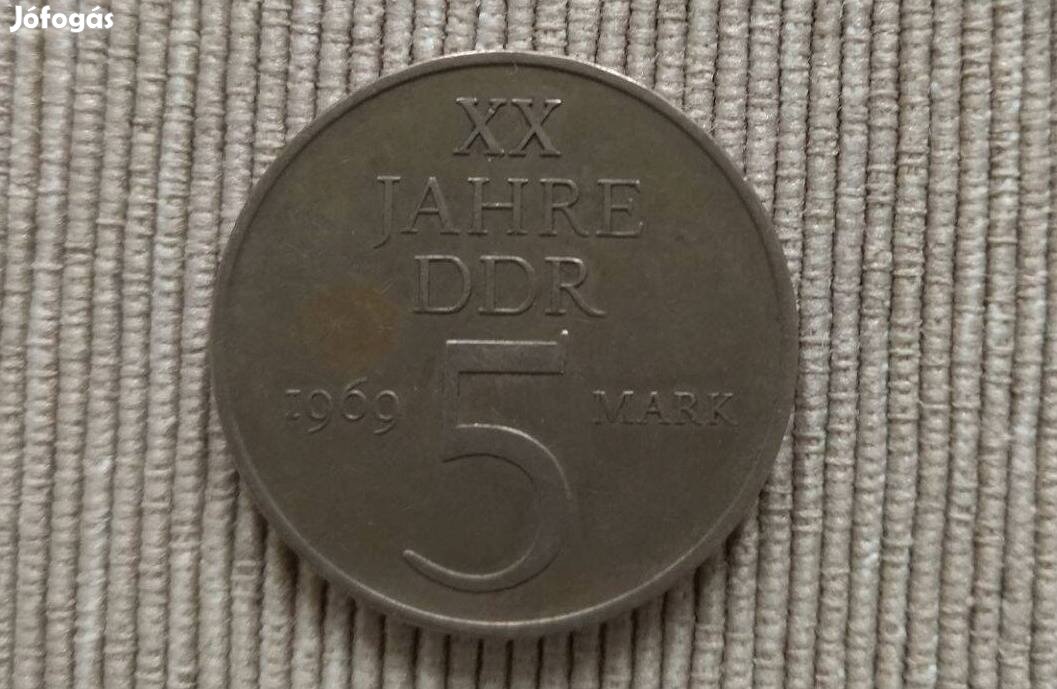 Jófogás
XX
JAHRE
DDR
1969 5 MARK